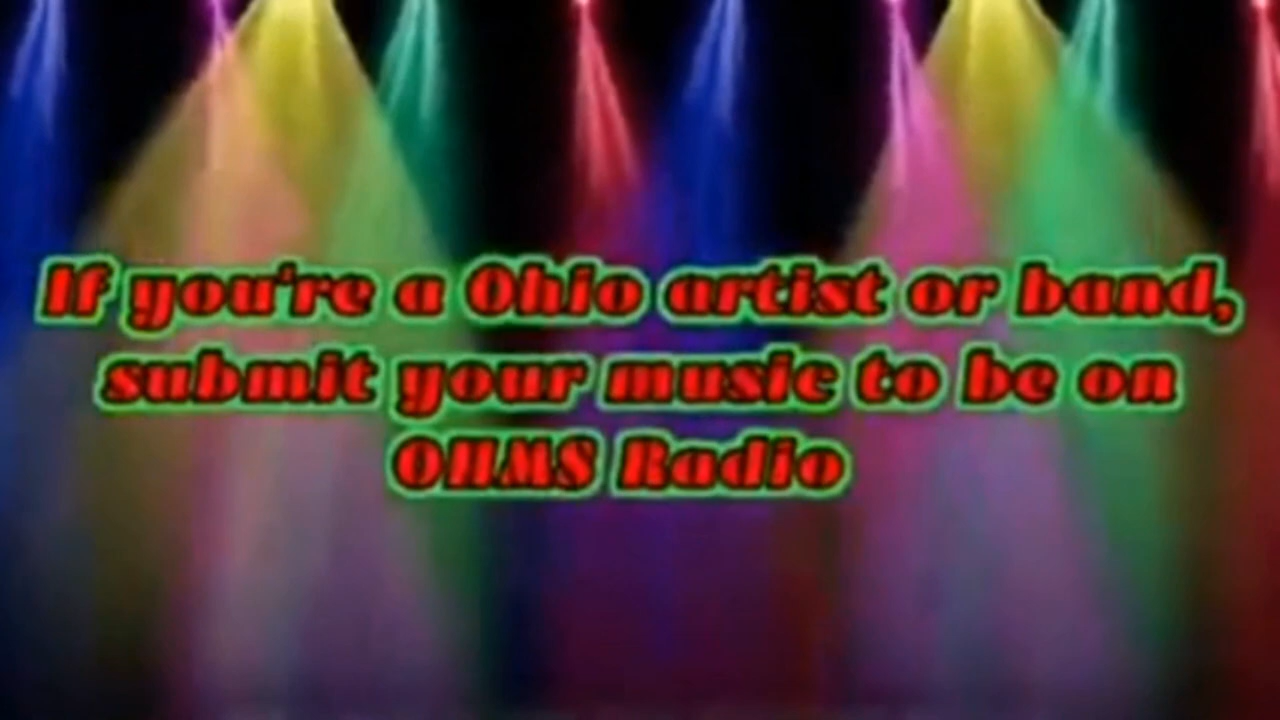 If you're a Ohio artist or band,
submit your music to be on
OHMS Radio